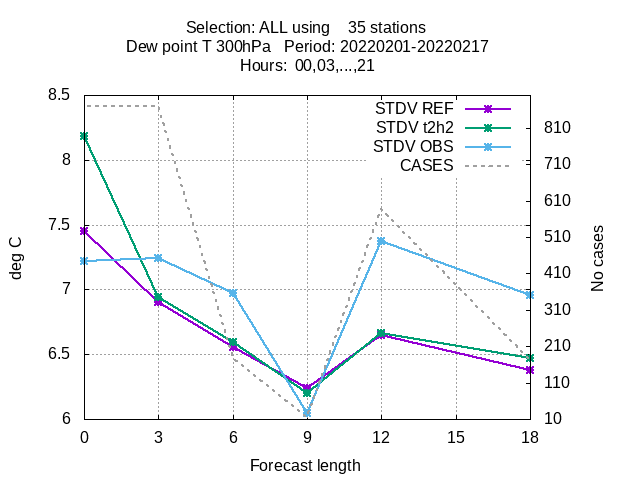 Selection: ALL using    35 stations
Dew point T 300hPa   Period: 20220201-20220217
Hours:  00,03,...,21
STDV REF
STDV t2h2
STDV OBS
CASES
8.5
8
7.5
7
6.5
6
deg C
810
710
610
510
410
310
210
110
10
No cases
0 3 6 9 12 15 18
Forecast length